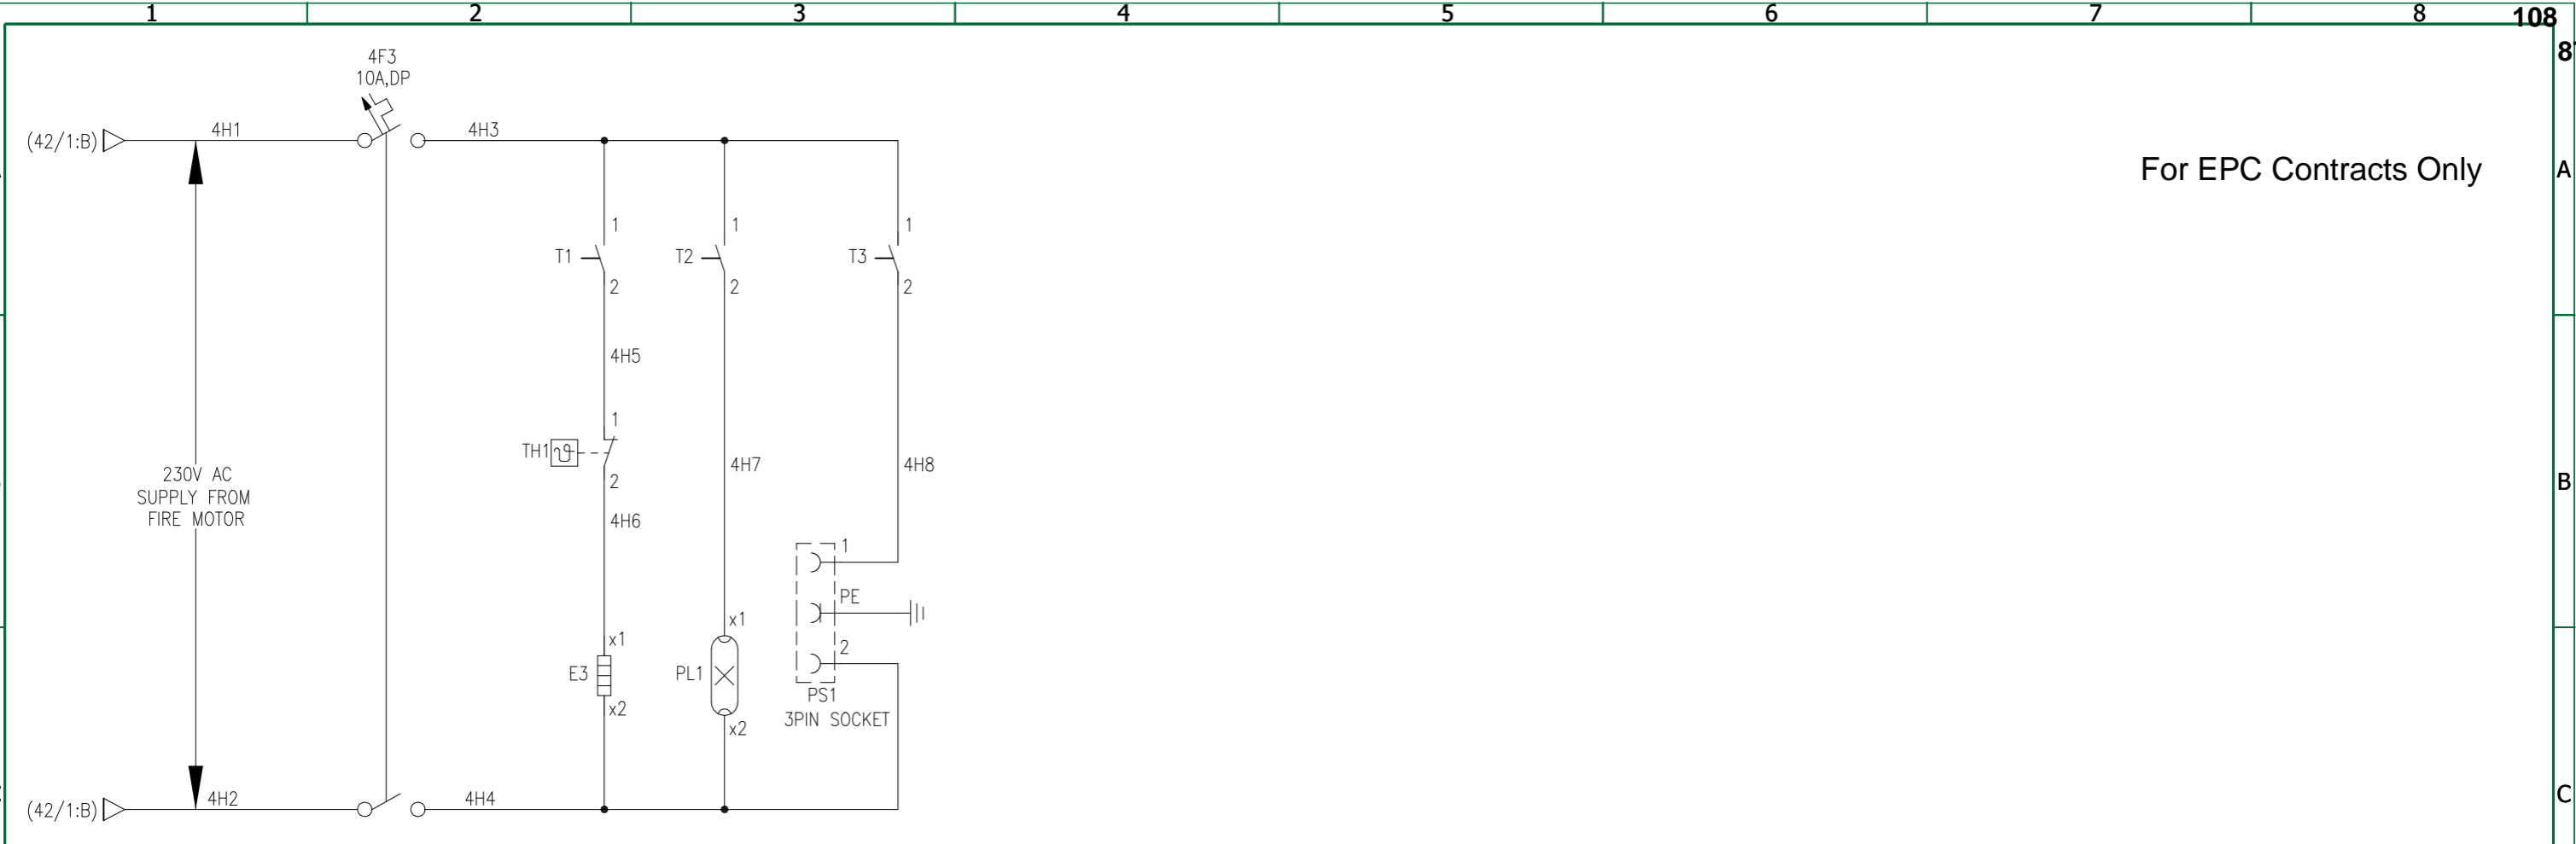 1 2 3 4 5 6 7 8 108
8
4F3
10A,DP
(42/1:B) 4H1 4H3
For EPC Contracts Only A
1 1 1
T1 T2 T3
2 2 2
4H5
1
TH1
2
4H7 4H8
230V AC
SUPPLY FROM
FIRE MOTOR
B
4H6
1
PE
x1 x1
2
E3 PL1
x2 x2
PS1
3PIN SOCKET
(42/1:B) 4H2 4H4 C